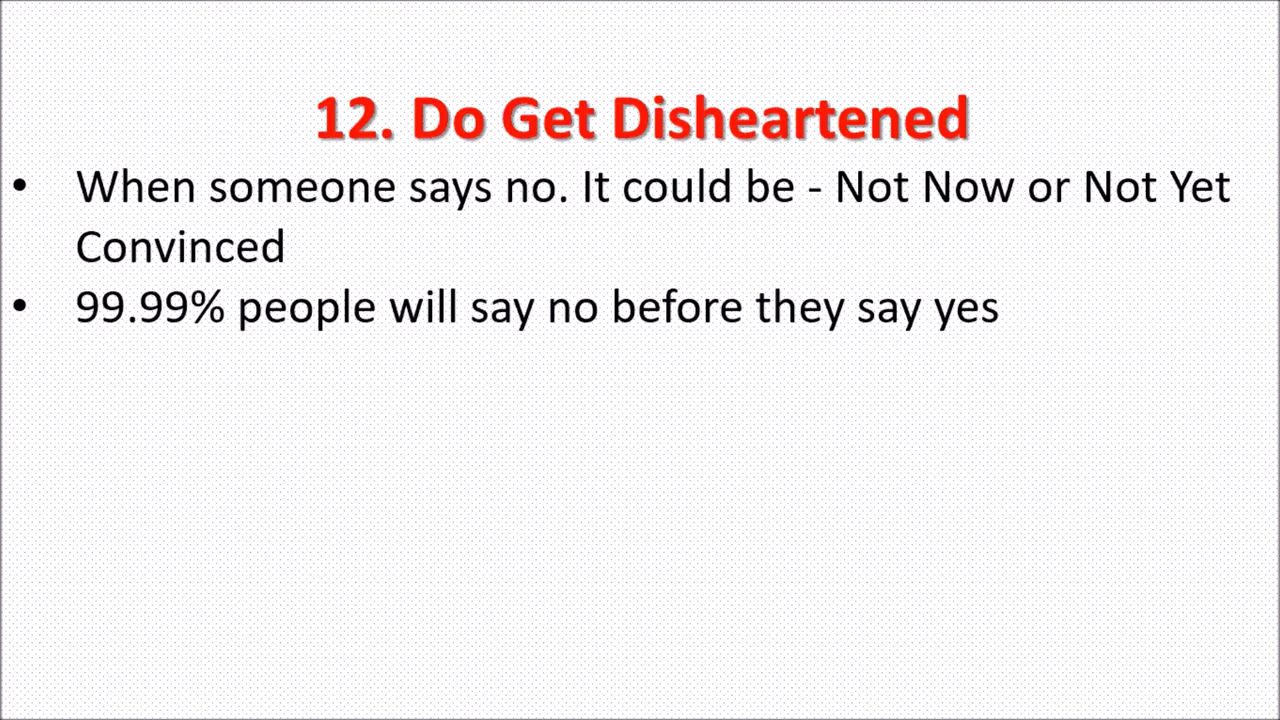 12. Do Get Disheartened
• When someone says no. It could be - Not Now or Not Yet
Convinced
• 99.99% people will say no before they say yes